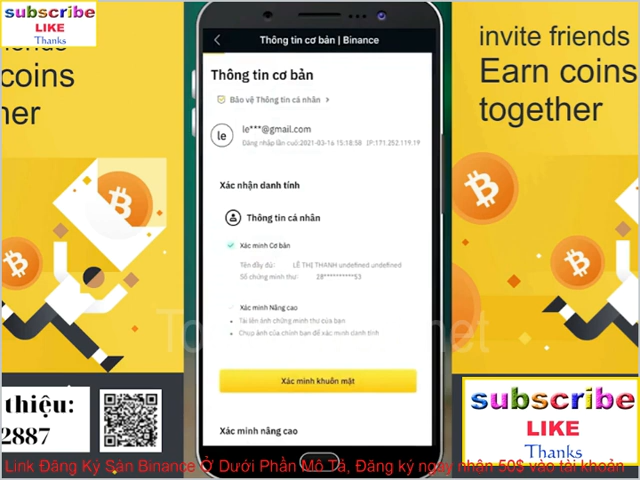 subscribe
LIKE
Thanks
coins
her
Thông tin cơ bản | Binance
Thông tin cơ bản
Bảo vệ Thông tin cá nhân >
le
le***@gmail.com
Đăng nhập lần cuối:2021-03-16 15:18:58 IP:171.252.119.19
Xác nhận danh tính
Thông tin cá nhân
Xác minh Cơ bản
Tên đầy đủ: LÊ THỊ THANH undefined undefined
Số chứng minh thư: 28**********53
Xác minh Nâng cao
Tải lên ảnh chứng minh thư của bạn
Chụp ảnh của chính bạn để xác minh danh tính
Xác minh khuôn mặt
Xác minh nâng cao
invite friends
Earn coins
together
thiệu:
2887
subscribe
LIKE
Thanks
Link Đăng Ký Sàn Binance Ở Dưới Phần Mô Tả, Đăng ký ngay nhận 50$ vào tài khoản